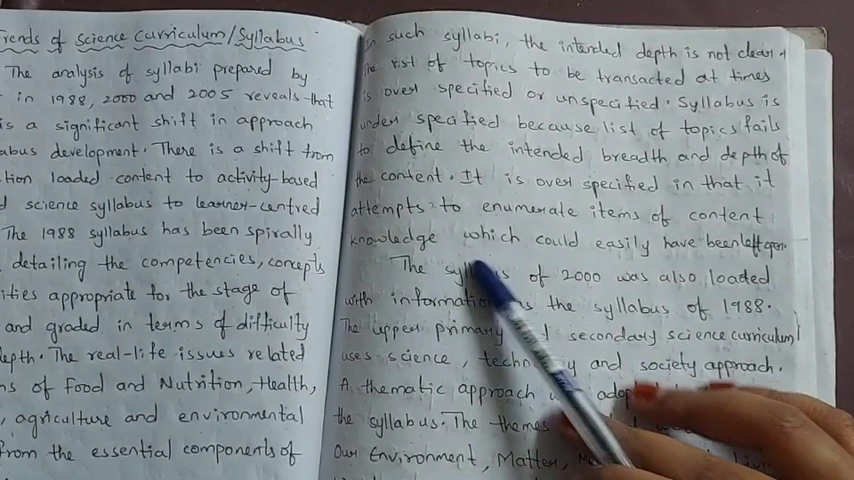 rends of Science Curriculum/Syllabus
The analysis of syllabi prepared by
in 1988, 2000 and 2005 reveals that
is a significant shift in approach
abus development. There is a shift from
tion loaded content to activity-based
d science syllabus to learner-centred
The 1988 syllabus has been spirally
detailing the competencies, concepts
ities appropriate for the stage of
and graded in terms of difficulty
depth. The real-life issues related
ns of Food and Nutrition, Health,
, agriculture and environmental
from the essential components of
In such syllabi, the intended depth is not clear.
The list of topics to be transacted at times
is over specified or unspecified. Syllabus is
under specified because list of topics fails
to define the intended breadth and depth of
the content. It is over specified in that it
attempts to enumerate items of content
knowledge which could easily have been left open.
The of 2000 was also loaded
with as the syllabus of 1988.
The upper primary secondary science curriculum
uses science, and society approach.
A thematic approach
the syllabus. The themes
Our Environment, Matter,